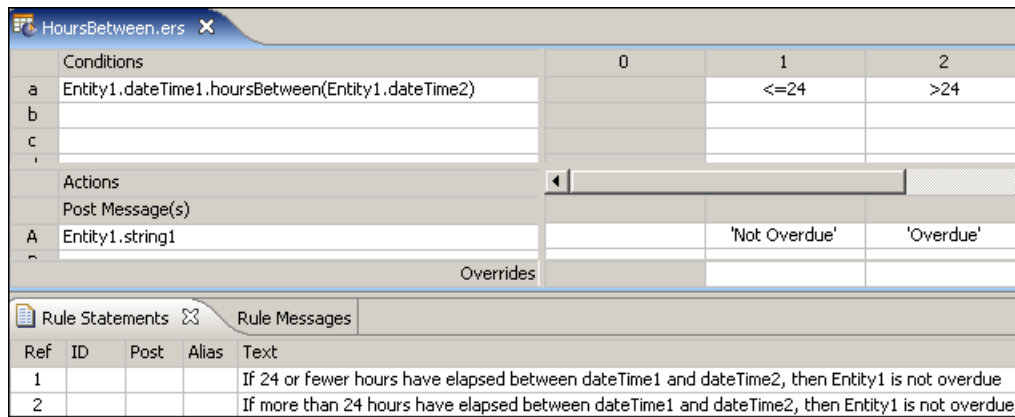 HoursBetween.ers
Conditions 0 1 2
a Entity1.dateTime1.hoursBetween(Entity1.dateTime2) <=24 >24
b
c
Actions
Post Message(s)
A Entity1.string1 'Not Overdue' 'Overdue'
Overrides
Rule Statements Rule Messages
Ref ID Post Alias Text
1 If 24 or fewer hours have elapsed between dateTime1 and dateTime2, then Entity1 is not overdue
2 If more than 24 hours have elapsed between dateTime1 and dateTime2, then Entity1 is not overdue